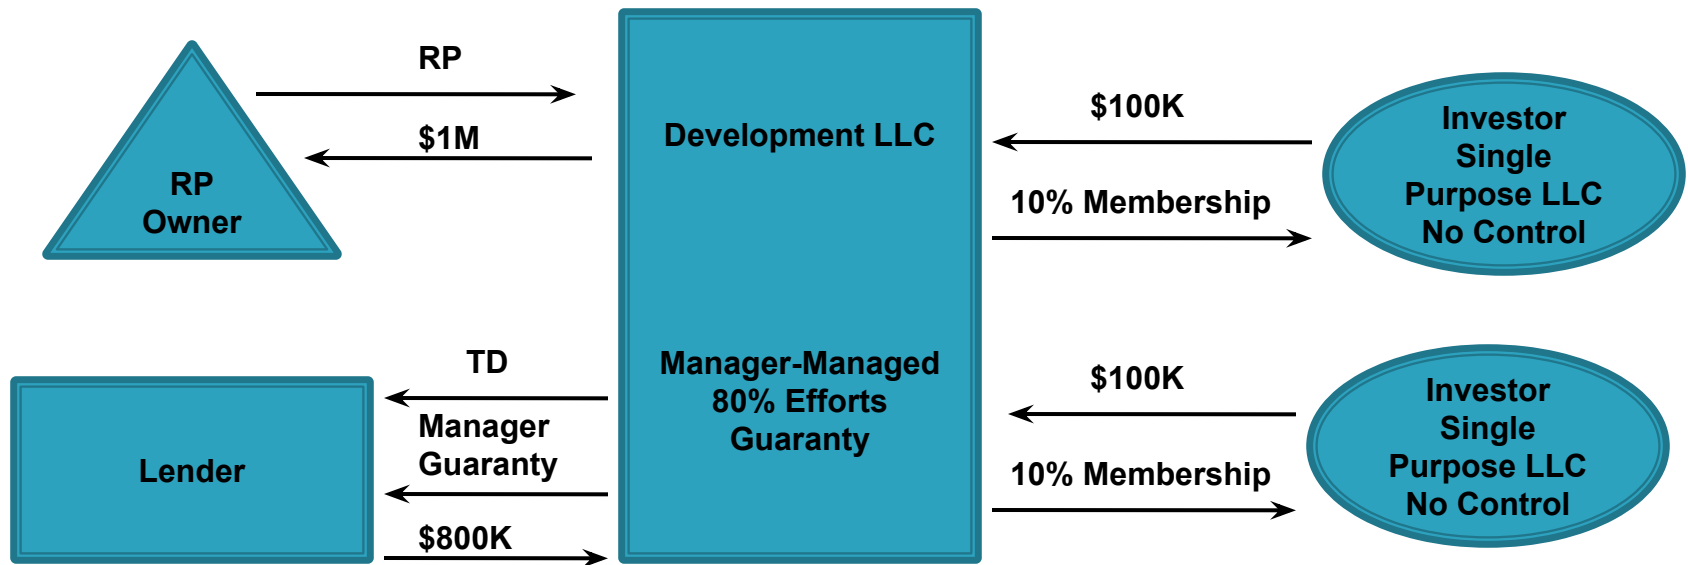 RP
$1M
RP
Owner
Development LLC
$100K
10% Membership
Investor
Single
Purpose LLC
No Control
TD
Manager
Guaranty
$800K
Lender
Manager-Managed
80% Efforts
Guaranty
$100K
10% Membership
Investor
Single
Purpose LLC
No Control